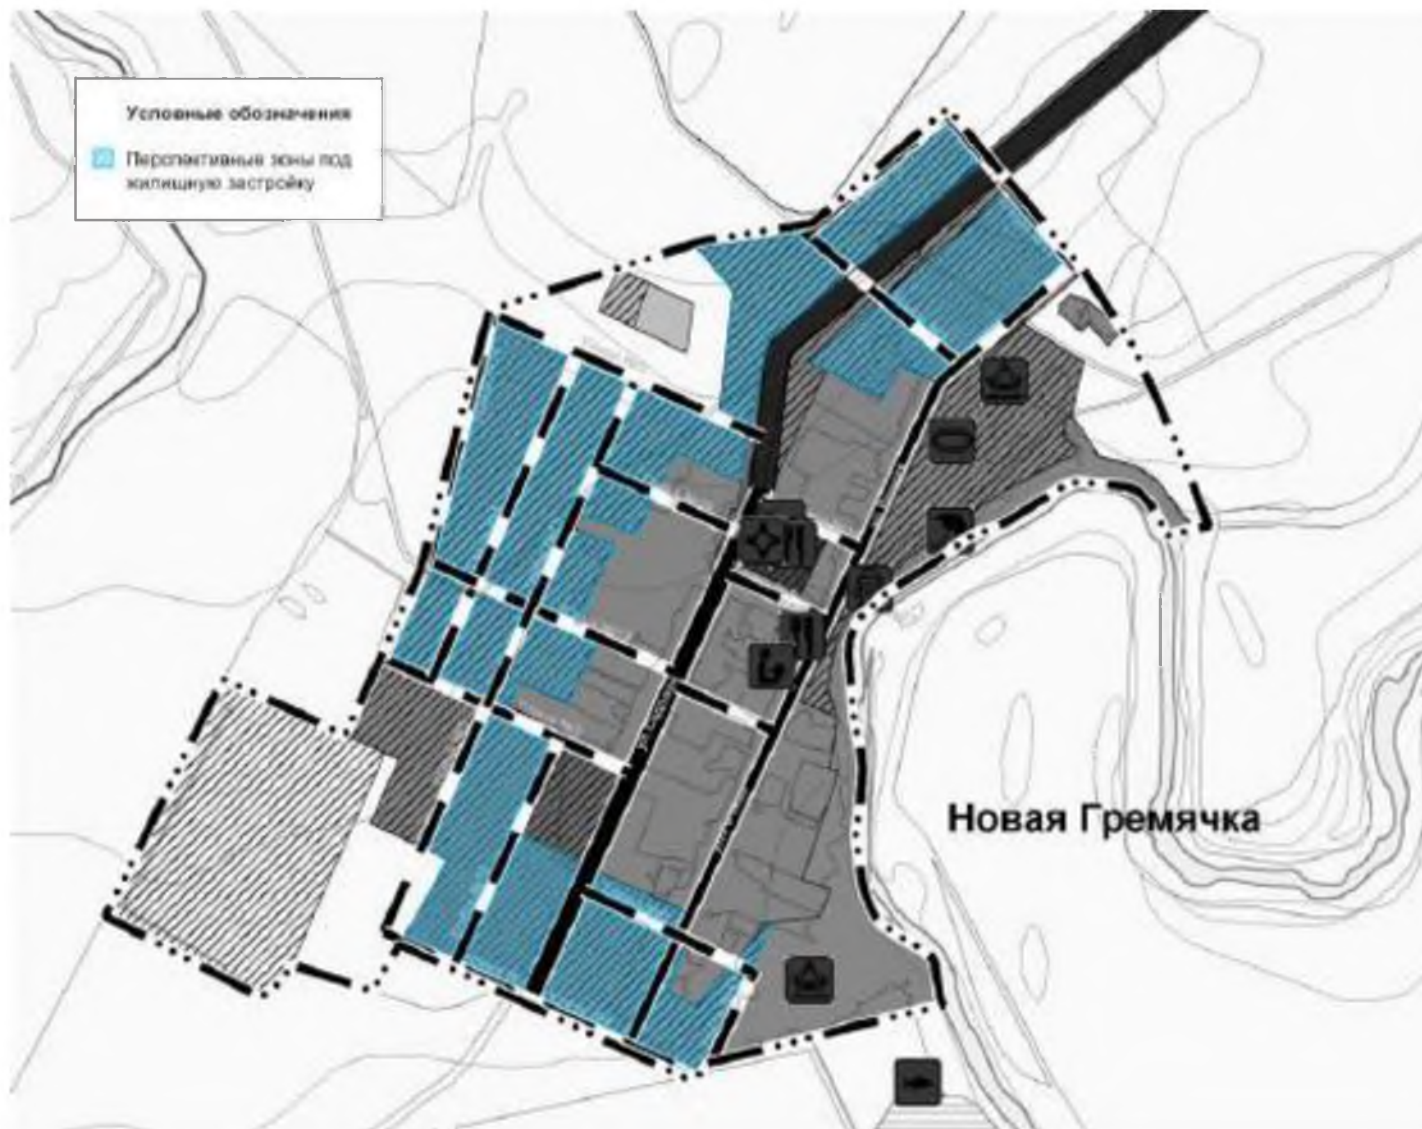 Условные обозначения
Перспективные зоны под
жилищную застройку
Новая Гремячка